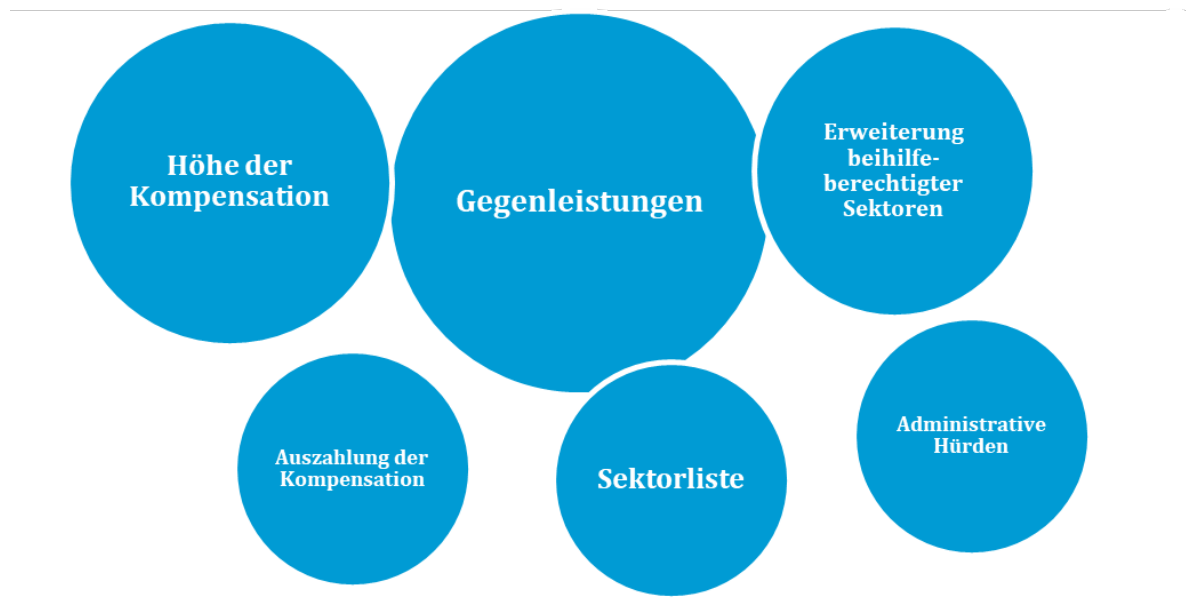 Höhe der
Kompensation
Gegenleistungen
Erweiterung
beihilfe-
berechtigter
Sektoren
Auszahlung der
Kompensation
Sektorliste
Administrative
Hürden